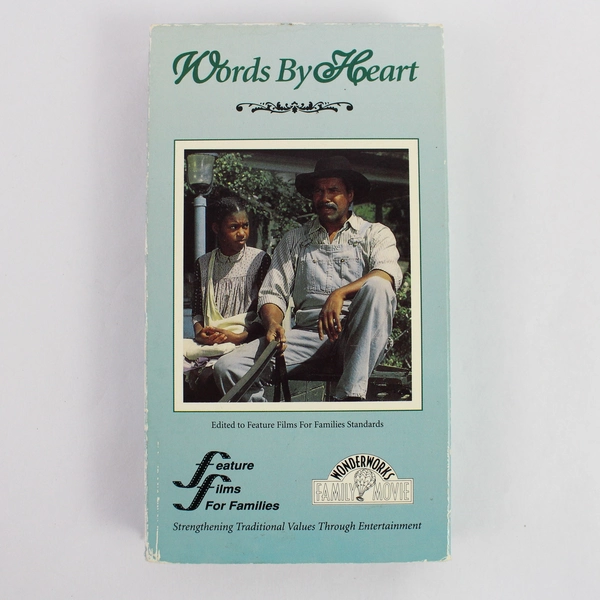 Words By Heart
Edited to Feature Films For Families Standards
Feature
Films
For Families
WONDERWORKS
FAMILY MOVIE
Strengthening Traditional Values Through Entertainment